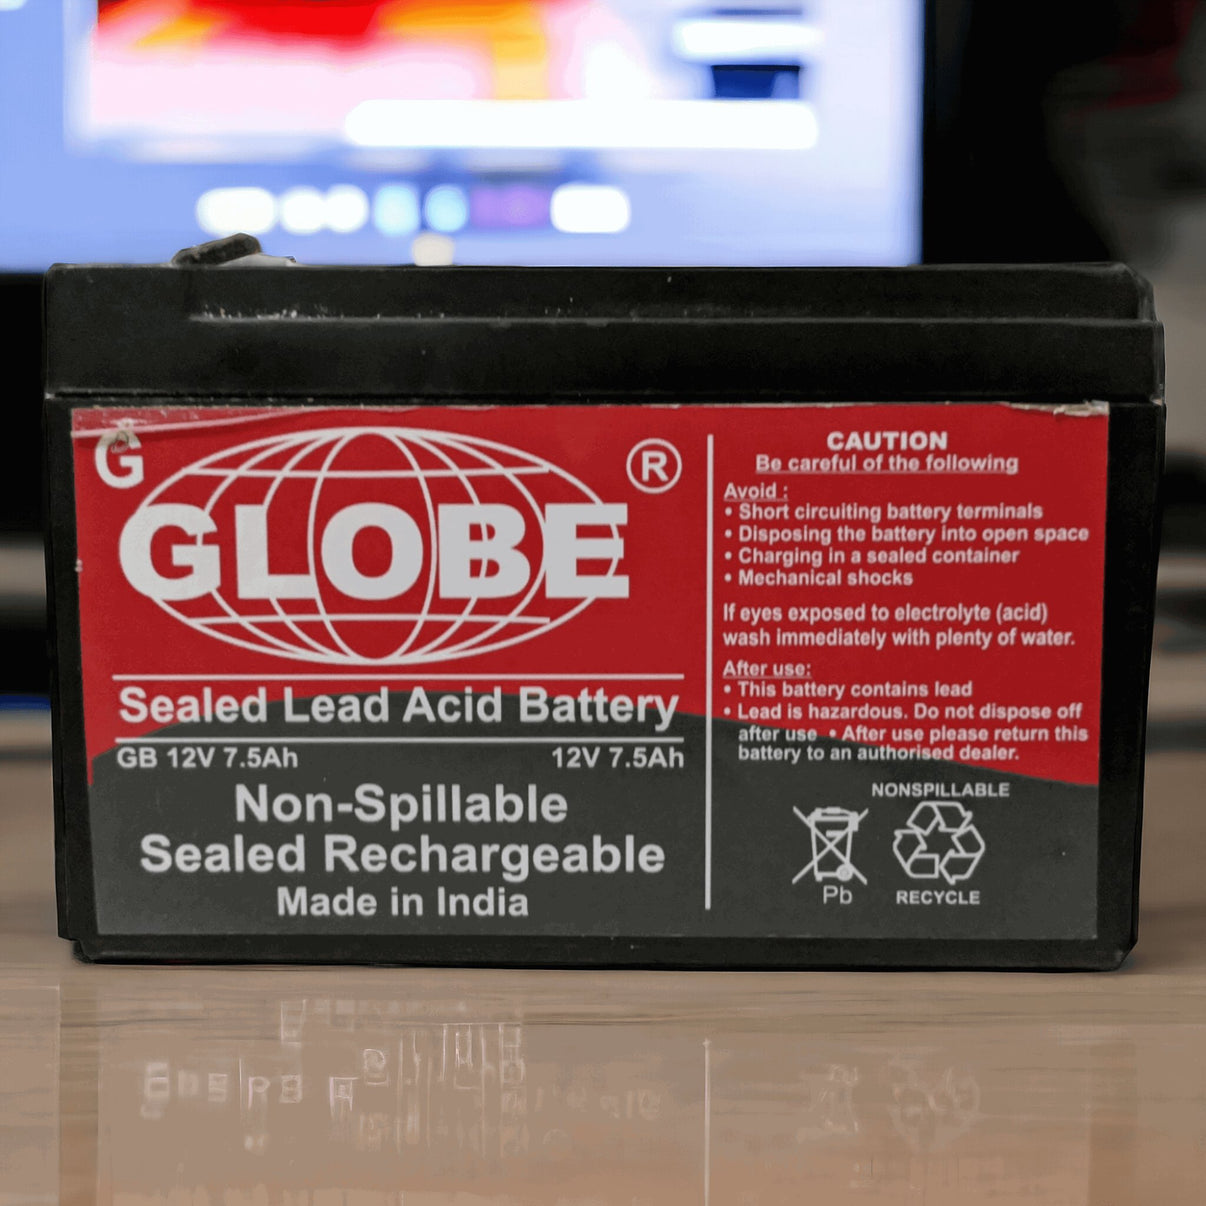 G
GLOBE ®
Sealed Lead Acid Battery
GB 12V 7.5Ah 12V 7.5Ah
Non-Spillable
Sealed Rechargeable
Made in India
CAUTION
Be careful of the following
Avoid :
• Short circuiting battery terminals
• Disposing the battery into open space
• Charging in a sealed container
• Mechanical shocks
If eyes exposed to electrolyte (acid)
wash immediately with plenty of water.
After use:
• This battery contains lead
• Lead is hazardous. Do not dispose off
after use • After use please return this
battery to an authorised dealer.
NONSPILLABLE
Pb
RECYCLE